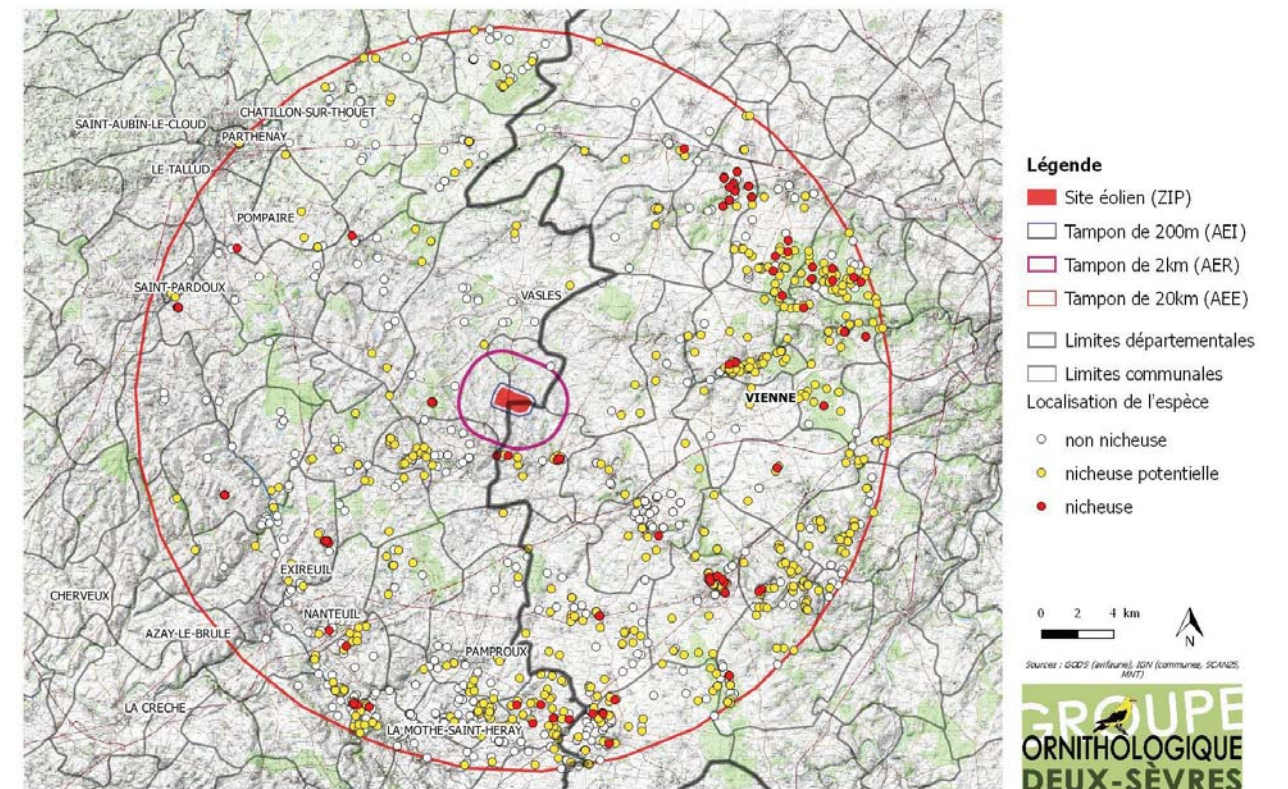 CHATILLON-SUR-THOUET
SAINT-AUBIN-LE-CLOUD
PARTHENAY
LE TALLUD
POMPAIRE
SAINT-PARDOUX
VASLES
VIENNE
EXIREUIL
CHERVEUX
NANTEUIL
AZAY-LE-BRULE
PAMPROUX
LA CRECHE
LA MOTHE-SAINT-HERAY
Légende
Site éolien (ZIP)
Tampon de 200m (AEI)
Tampon de 2km (AER)
Tampon de 20km (AEE)
Limites départementales
Limites communales
Localisation de l'espèce
non nicheuse
nicheuse potentielle
nicheuse
0 2 4 km
N
Sources : GODS (avifaune), IGN (communes, SCAN25,
MNT)
GROUPE
ORNITHOLOGIQUE
DEUX-SÈVRES